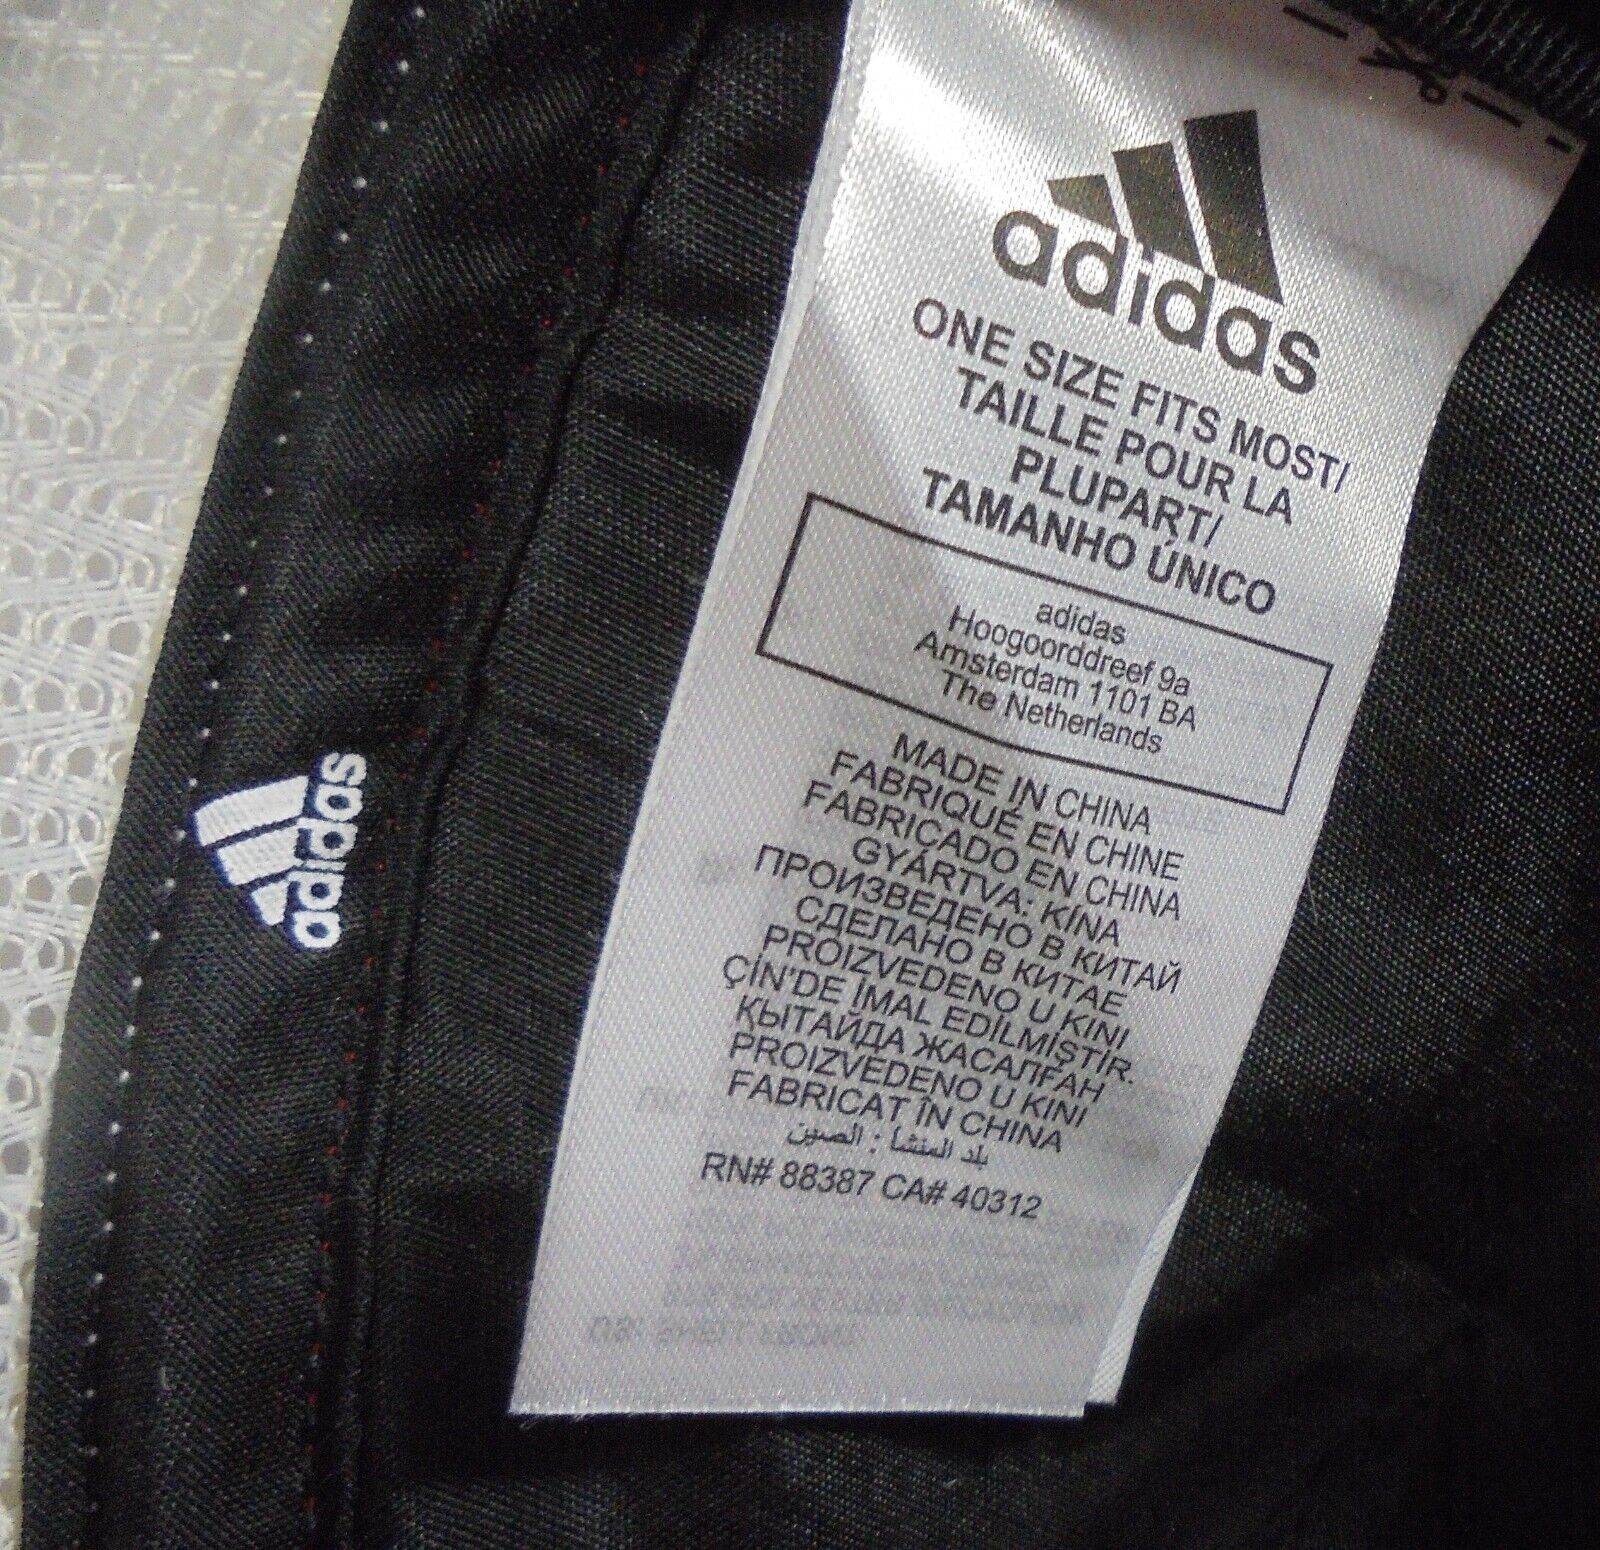 adidas
ONE SIZE FITS MOST/
TAILLE POUR LA
PLUPART/
TAMANHO ÚNICO
adidas
Hoogoorddreef 9a
Amsterdam 1101 BA
The Netherlands
MADE IN CHINA
FABRIQUÉ EN CHINE
FABRICADO EN CHINA
GYÁRTVA: KÍNA
ПРОИЗВЕДЕНО В КИТАЙ
СДЕЛАНО В КИТАЕ
PROIZVEDENO U KINI
ÇİN'DE İMAL EDİLMİŞTİR.
ҚЫТАЙДА ЖАСАЛҒАН
PROIZVEDENO U KINI
FABRICAT ÎN CHINA
بلد المنشأ : الصين
RN# 88387 CA# 40312
adidas